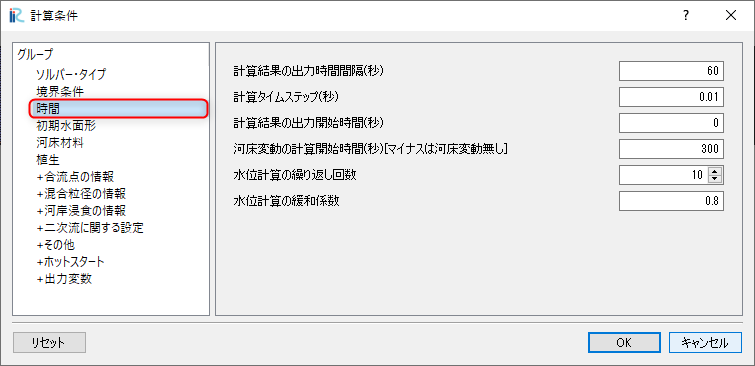 計算条件
?
グループ
ソルバー・タイプ
境界条件
時間
初期水面形
河床材料
植生
+合流点の情報
+混合粒径の情報
+河岸浸食の情報
+二次流に関する設定
+その他
+ホットスタート
+出力変数
計算結果の出力時間間隔(秒) 60
計算タイムステップ(秒) 0.01
計算結果の出力開始時間(秒) 0
河床変動の計算開始時間(秒)[マイナスは河床変動無し] 300
水位計算の繰り返し回数 10
水位計算の緩和係数 0.8
リセット OK キャンセル